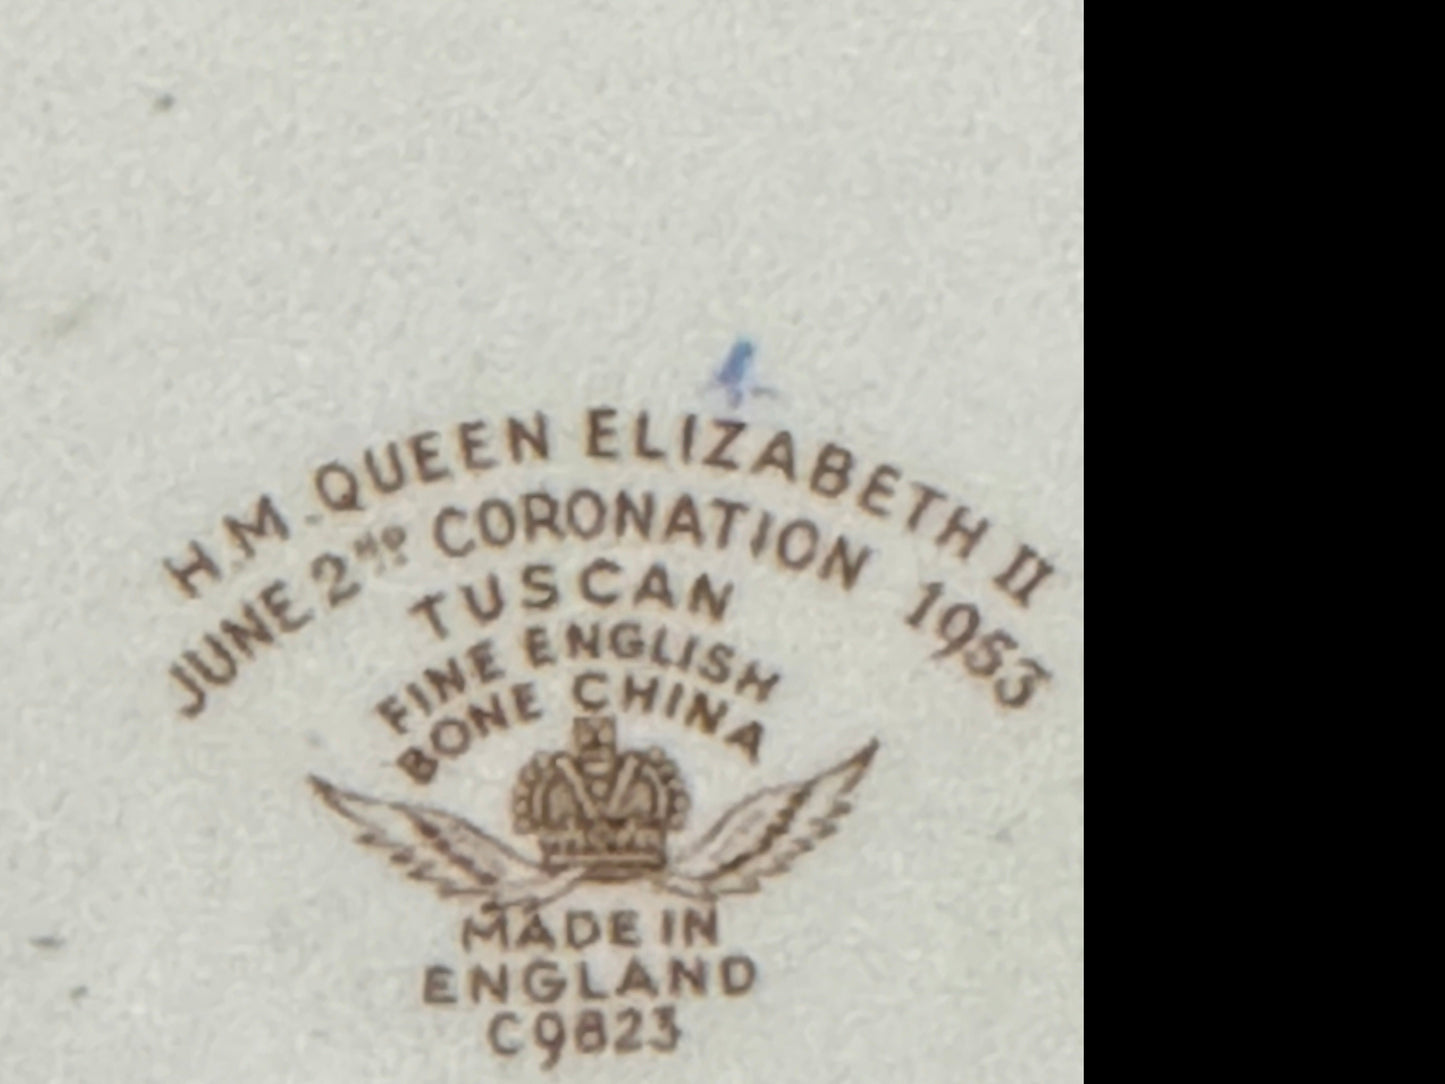 H.M. QUEEN ELIZABETH II
JUNE 2ND CORONATION 1953
TUSCAN
FINE ENGLISH
BONE CHINA
MADE IN
ENGLAND
C9823